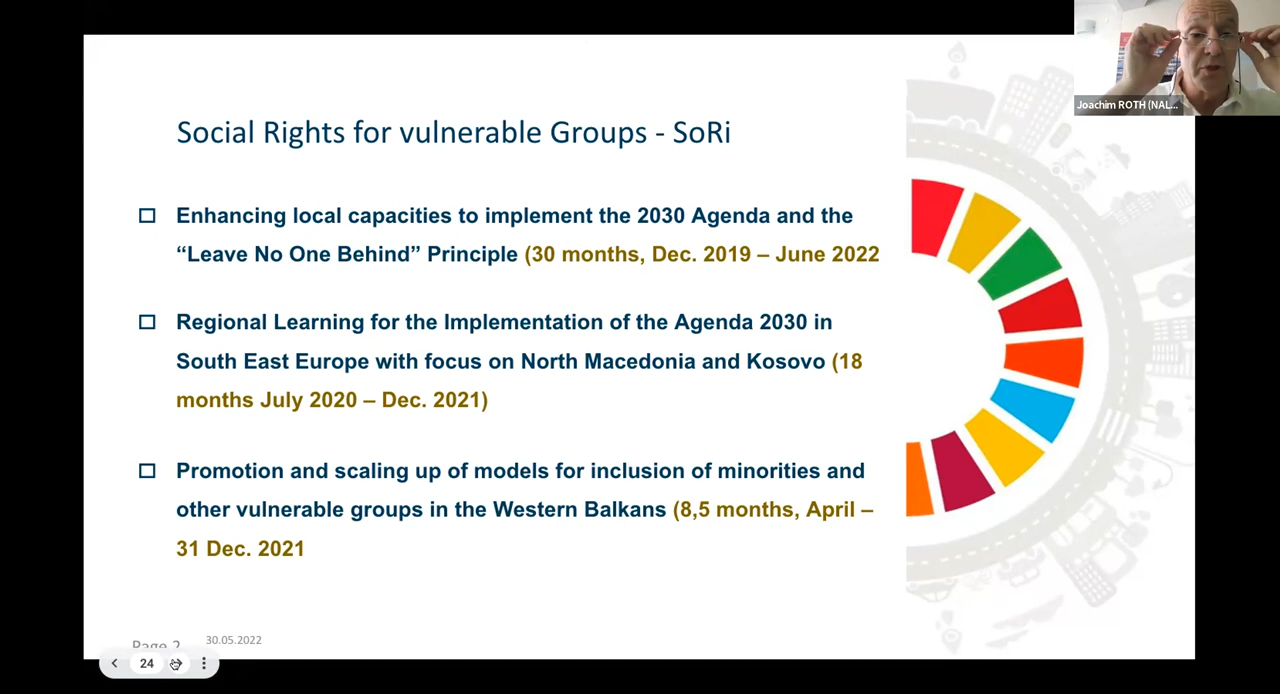 Joachim ROTH (NAL...
Social Rights for vulnerable Groups - SoRi
Enhancing local capacities to implement the 2030 Agenda and the
“Leave No One Behind” Principle (30 months, Dec. 2019 – June 2022
Regional Learning for the Implementation of the Agenda 2030 in
South East Europe with focus on North Macedonia and Kosovo (18
months July 2020 – Dec. 2021)
Promotion and scaling up of models for inclusion of minorities and
other vulnerable groups in the Western Balkans (8,5 months, April –
31 Dec. 2021
Page 2
30.05.2022
24